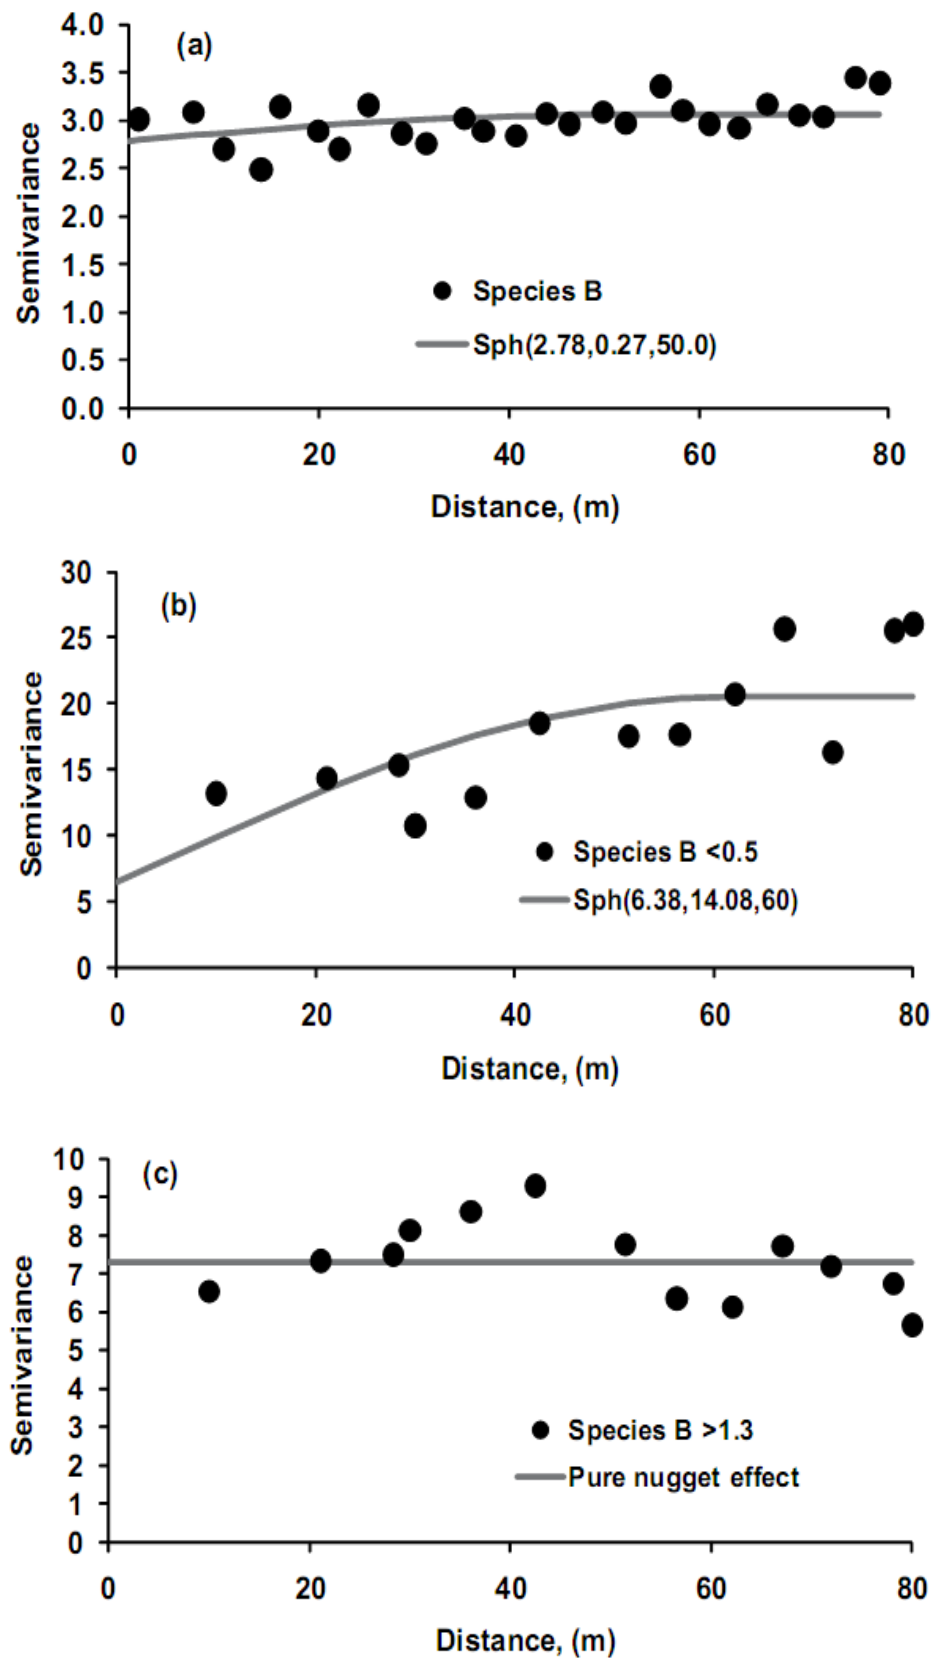 (a)
4.0
3.5
3.0
2.5
2.0
1.5
1.0
0.5
0.0
Semivariance
Species B
Sph(2.78,0.27,50.0)
0 20 40 60 80
Distance, (m)
(b)
30
25
20
15
10
5
0
Semivariance
Species B <0.5
Sph(6.38,14.08,60)
0 20 40 60 80
Distance, (m)
(c)
10
9
8
7
6
5
4
3
2
1
0
Semivariance
Species B >1.3
Pure nugget effect
0 20 40 60 80
Distance, (m)